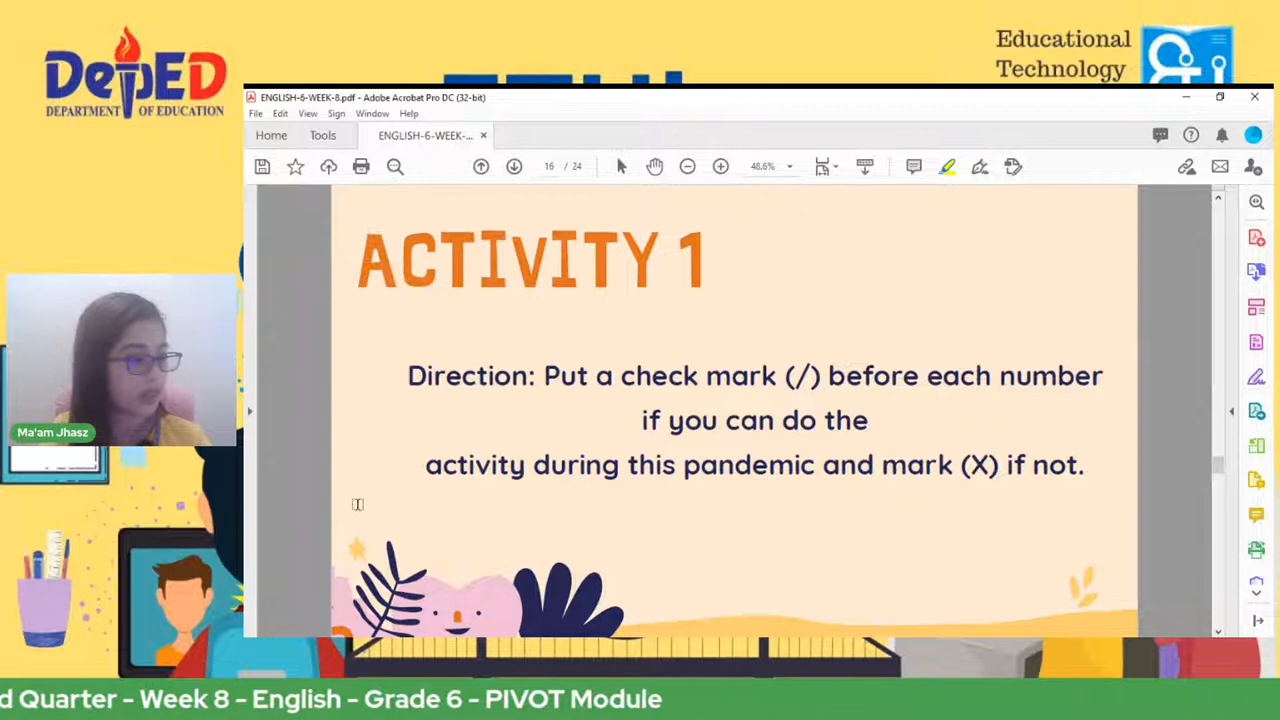 DepED
DEPARTMENT OF EDUCATION
Educational
Technology
ENGLISH-6-WEEK-8.pdf - Adobe Acrobat Pro DC (32-bit)
File Edit View Sign Window Help
Home Tools ENGLISH-6-WEEK-... ×
16 / 24 48.6%
ACTIVITY 1
Direction: Put a check mark (/) before each number
if you can do the
activity during this pandemic and mark (X) if not.
Ma'am Jhasz
d Quarter - Week 8 - English - Grade 6 - PIVOT Module